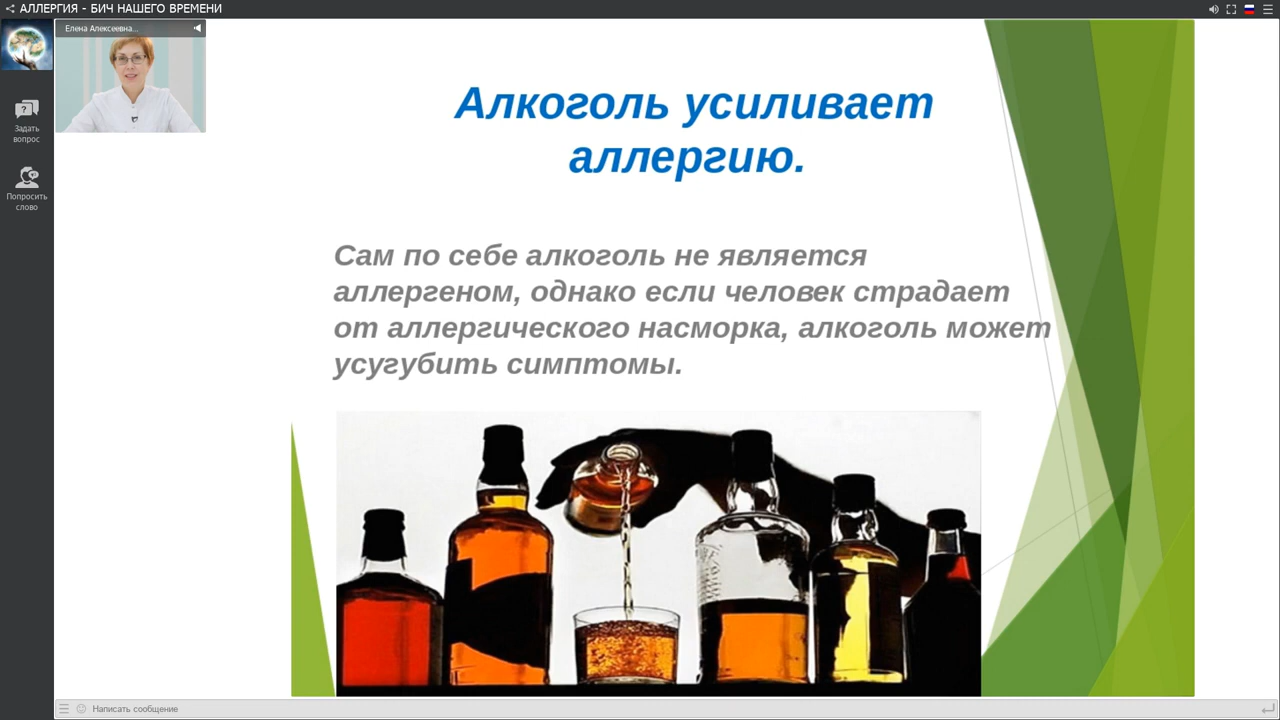 АЛЛЕРГИЯ - БИЧ НАШЕГО ВРЕМЕНИ
Елена Алексеевна...
Задать
вопрос
Попросить
слово
Алкоголь усиливает
аллергию.
Сам по себе алкоголь не является
аллергеном, однако если человек страдает
от аллергического насморка, алкоголь может
усугубить симптомы.
Написать сообщение